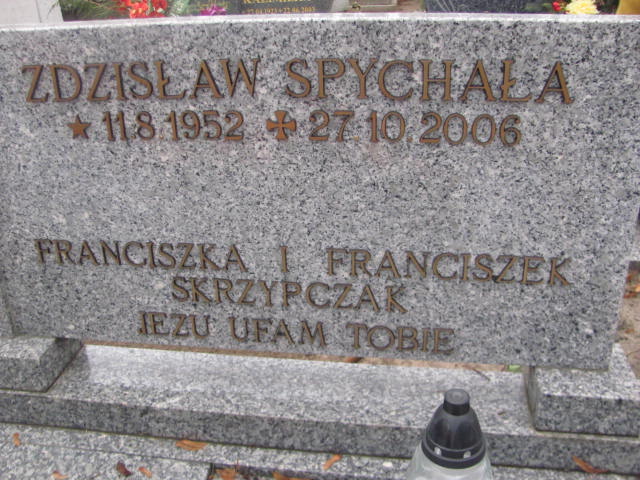 ZDZISŁAW SPYCHAŁA
★ 11.8.1952 ✠ 27.10.2006
FRANCISZKA I FRANCISZEK
SKRZYPCZAK
JEZU UFAM TOBIE